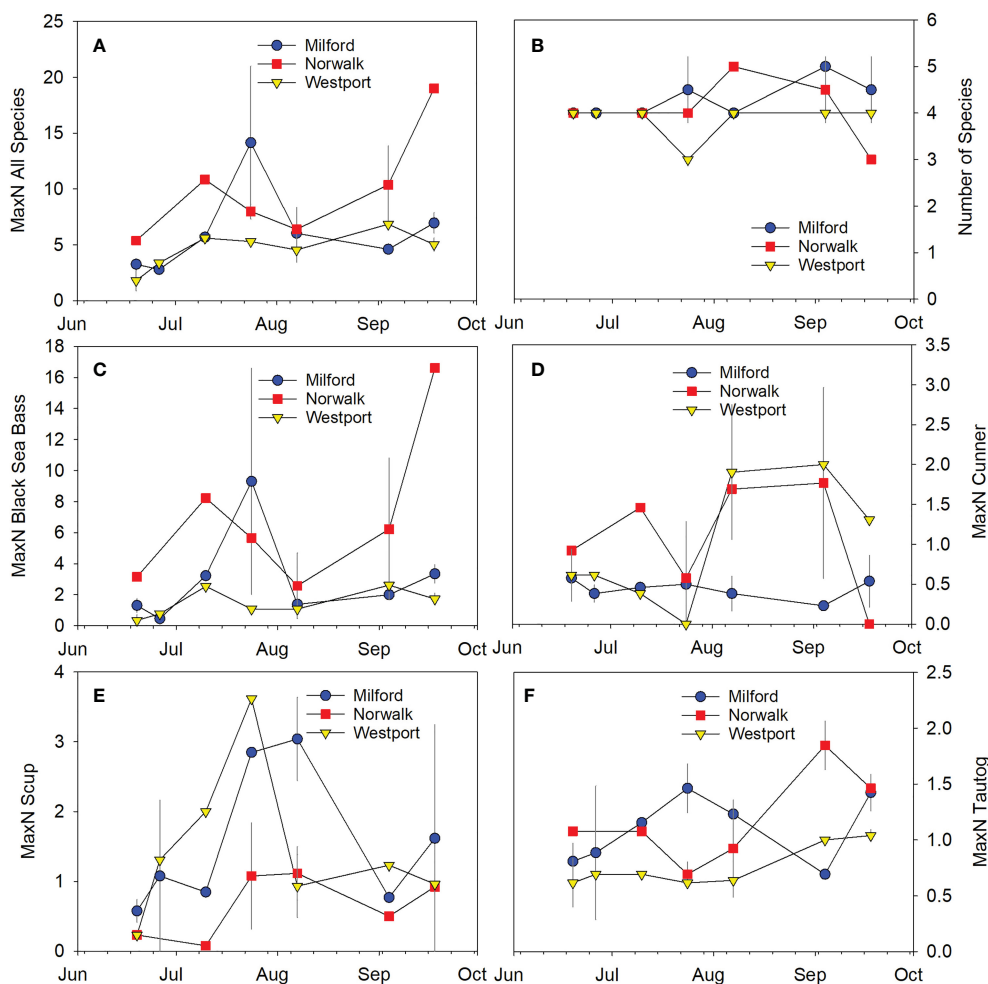 A
Milford
Norwalk
Westport
MaxN All Species
25
20
15
10
5
0
Jun Jul Aug Sep Oct
B
Milford
Norwalk
Westport
Number of Species
6
5
4
3
2
1
0
Jun Jul Aug Sep Oct
C
Milford
Norwalk
Westport
MaxN Black Sea Bass
18
16
14
12
10
8
6
4
2
0
Jun Jul Aug Sep Oct
D
Milford
Norwalk
Westport
MaxN Cunner
3.5
3.0
2.5
2.0
1.5
1.0
0.5
0.0
Jun Jul Aug Sep Oct
E
Milford
Norwalk
Westport
MaxN Scup
4
3
2
1
0
Jun Jul Aug Sep Oct
F
Milford
Norwalk
Westport
MaxN Tautog
2.5
2.0
1.5
1.0
0.5
0.0
Jun Jul Aug Sep Oct